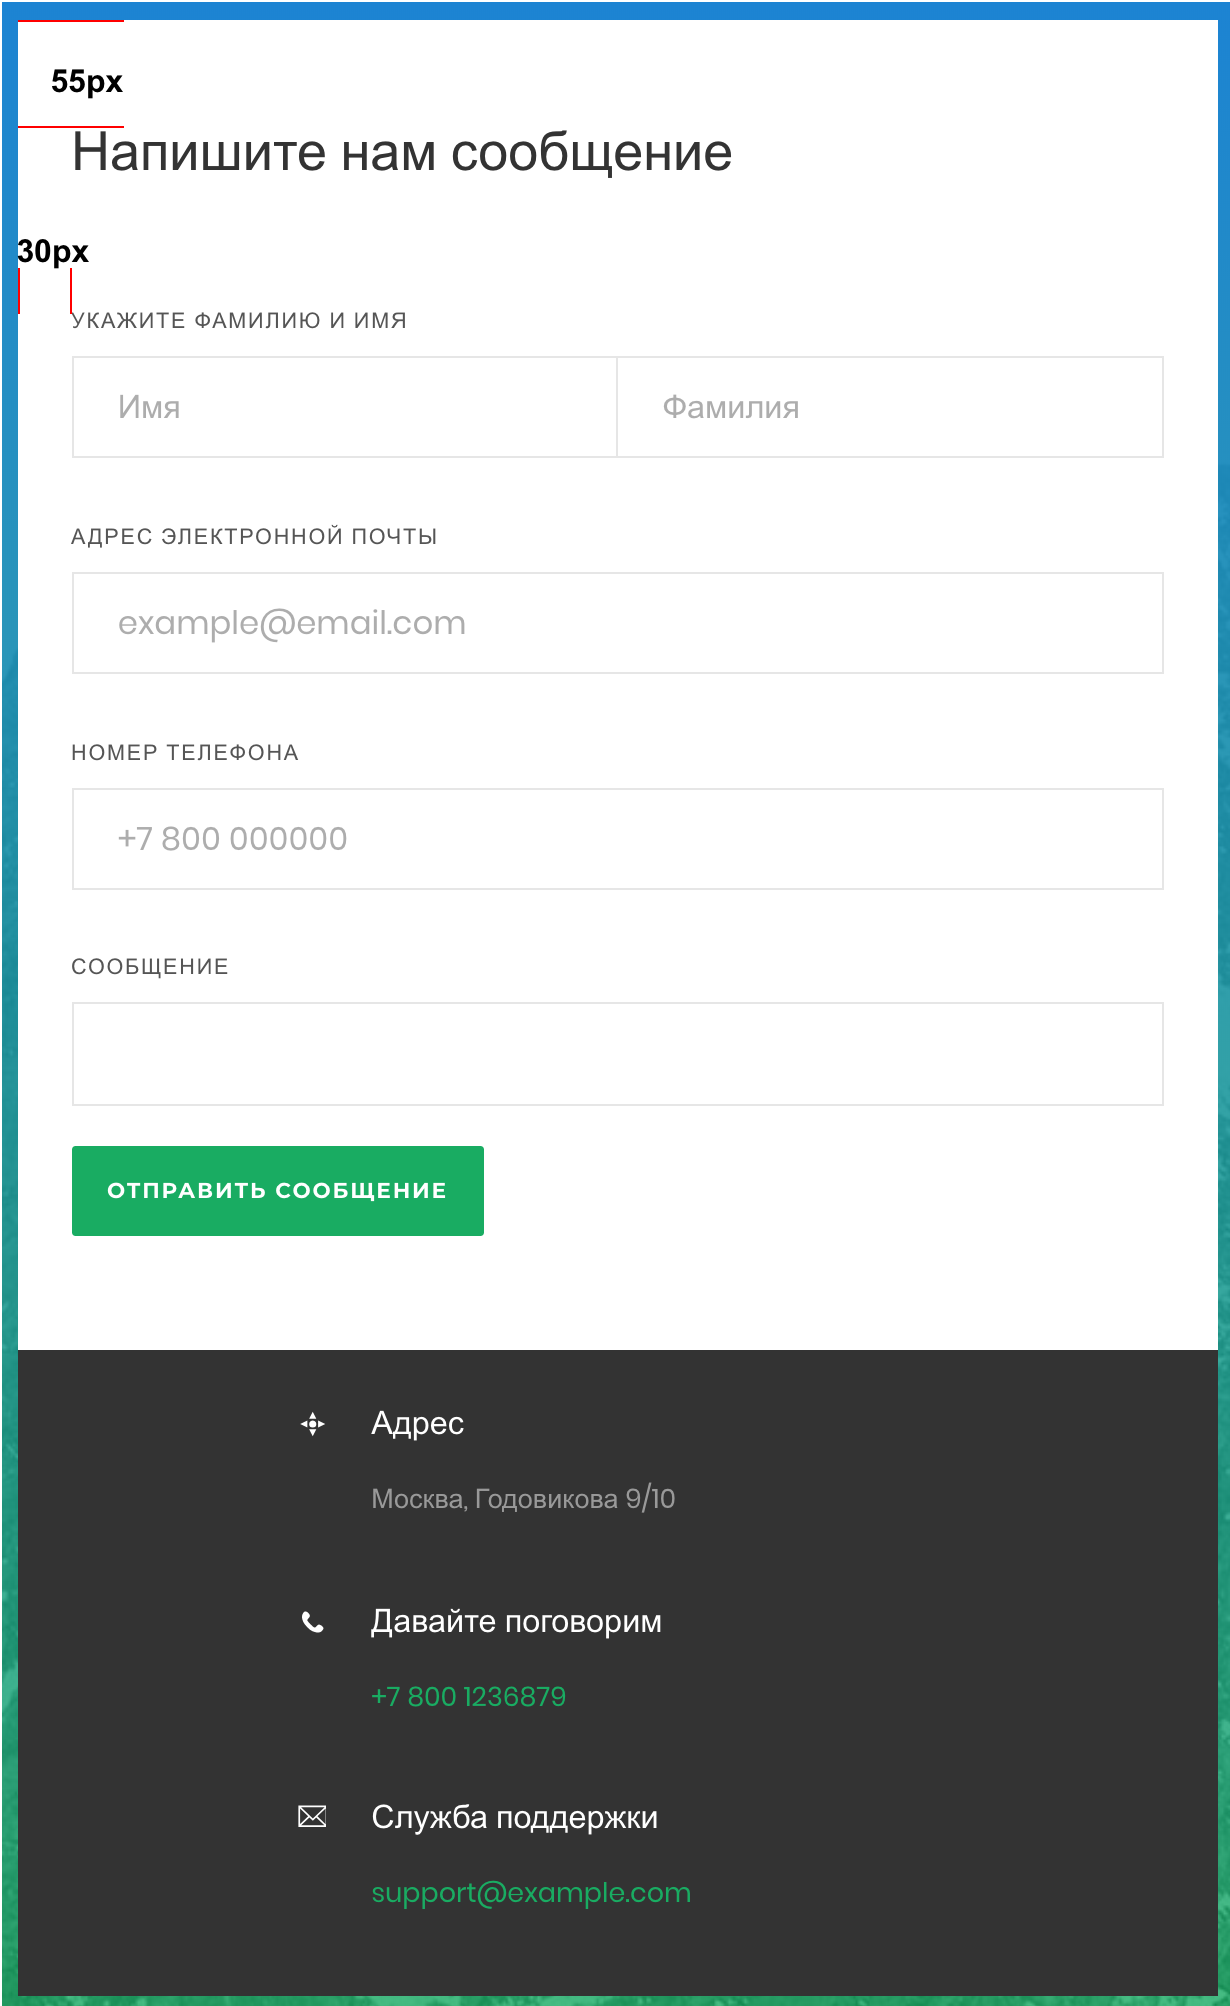 55px
Напишите нам сообщение
30px
УКАЖИТЕ ФАМИЛИЮ И ИМЯ
Имя
Фамилия
АДРЕС ЭЛЕКТРОННОЙ ПОЧТЫ
example@email.com
НОМЕР ТЕЛЕФОНА
+7 800 000000
СООБЩЕНИЕ
ОТПРАВИТЬ СООБЩЕНИЕ
Адрес
Москва, Годовикова 9/10
Давайте поговорим
+7 800 1236879
Служба поддержки
support@example.com